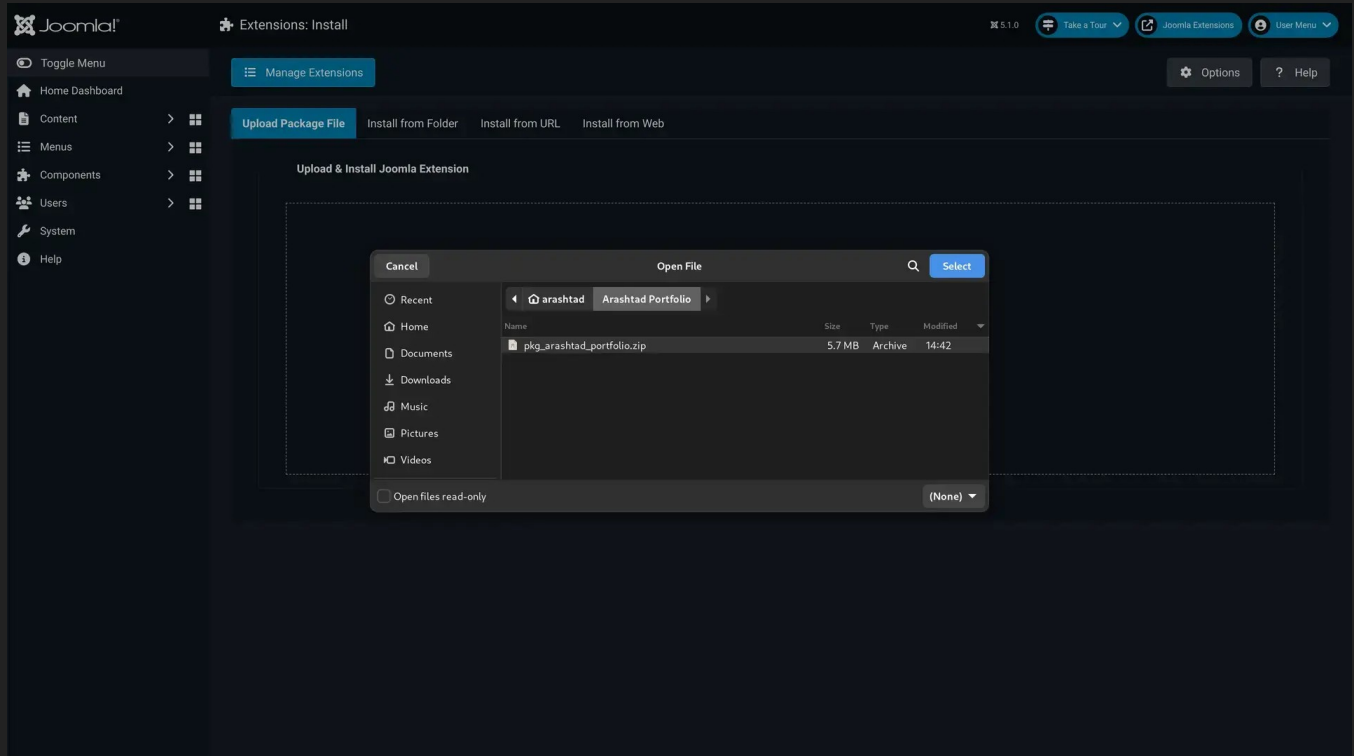 Joomla!®
Extensions: Install
5.1.0
Take a Tour
Joomla Extensions
User Menu
Toggle Menu
Home Dashboard
Content
Menus
Components
Users
System
Help
Manage Extensions
Options
? Help
Upload Package File
Install from Folder
Install from URL
Install from Web
Upload & Install Joomla Extension
Cancel
Open File
Select
Recent
Home
Documents
Downloads
Music
Pictures
Videos
arashtad
Arashtad Portfolio
Name Size Type Modified
pkg_arashtad_portfolio.zip 5.7 MB Archive 14:42
Open files read-only
(None)